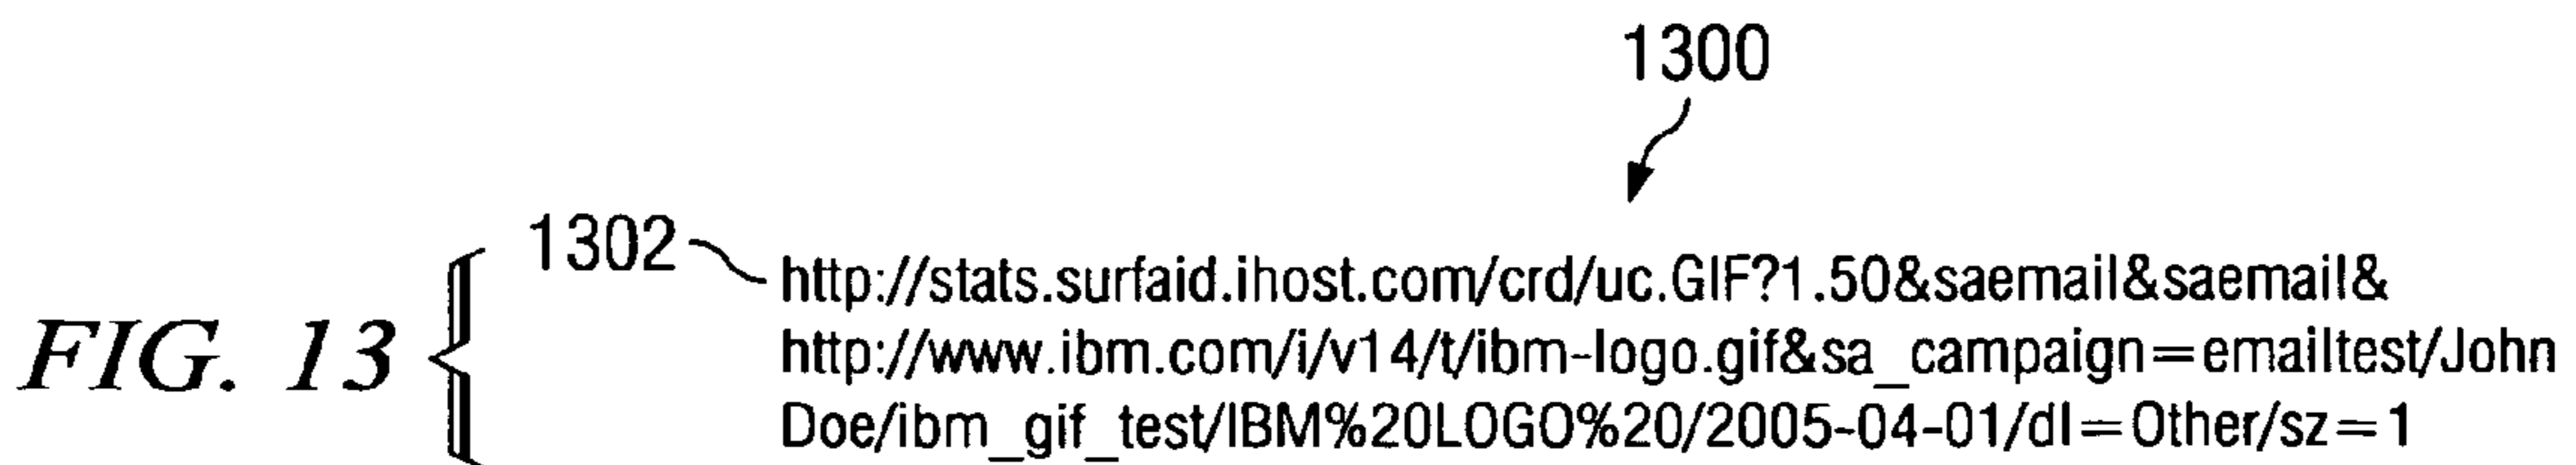 1300
1302
http://stats.surfaid.ihost.com/crd/uc.GIF?1.50&saemail&saemail&
FIG. 13
http://www.ibm.com/i/v14/t/ibm-logo.gif&sa_campaign=emailtest/John
Doe/ibm_gif_test/IBM%20LOGO%20/2005-04-01/dl=Other/sz=1